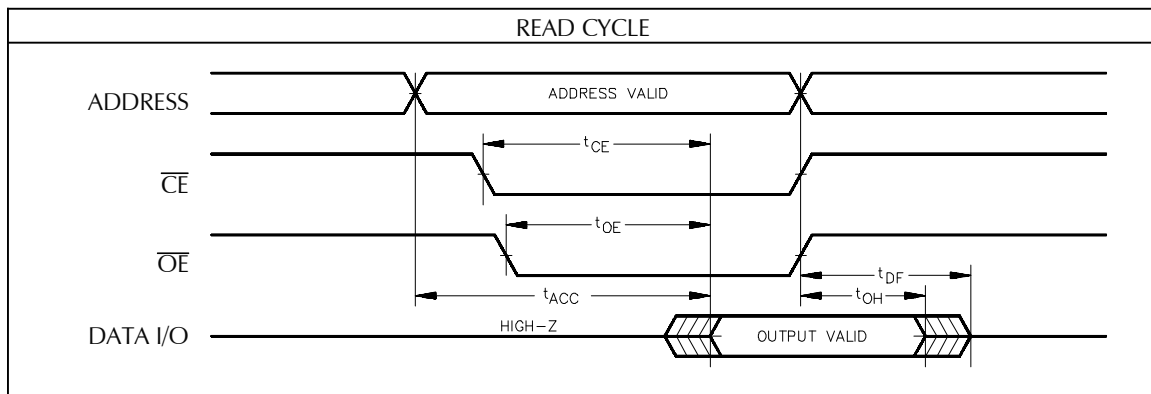 READ CYCLE
ADDRESS
ADDRESS VALID
tCE
CE
tOE
OE
tDF
tACC
tOH
DATA I/O
HIGH-Z
OUTPUT VALID